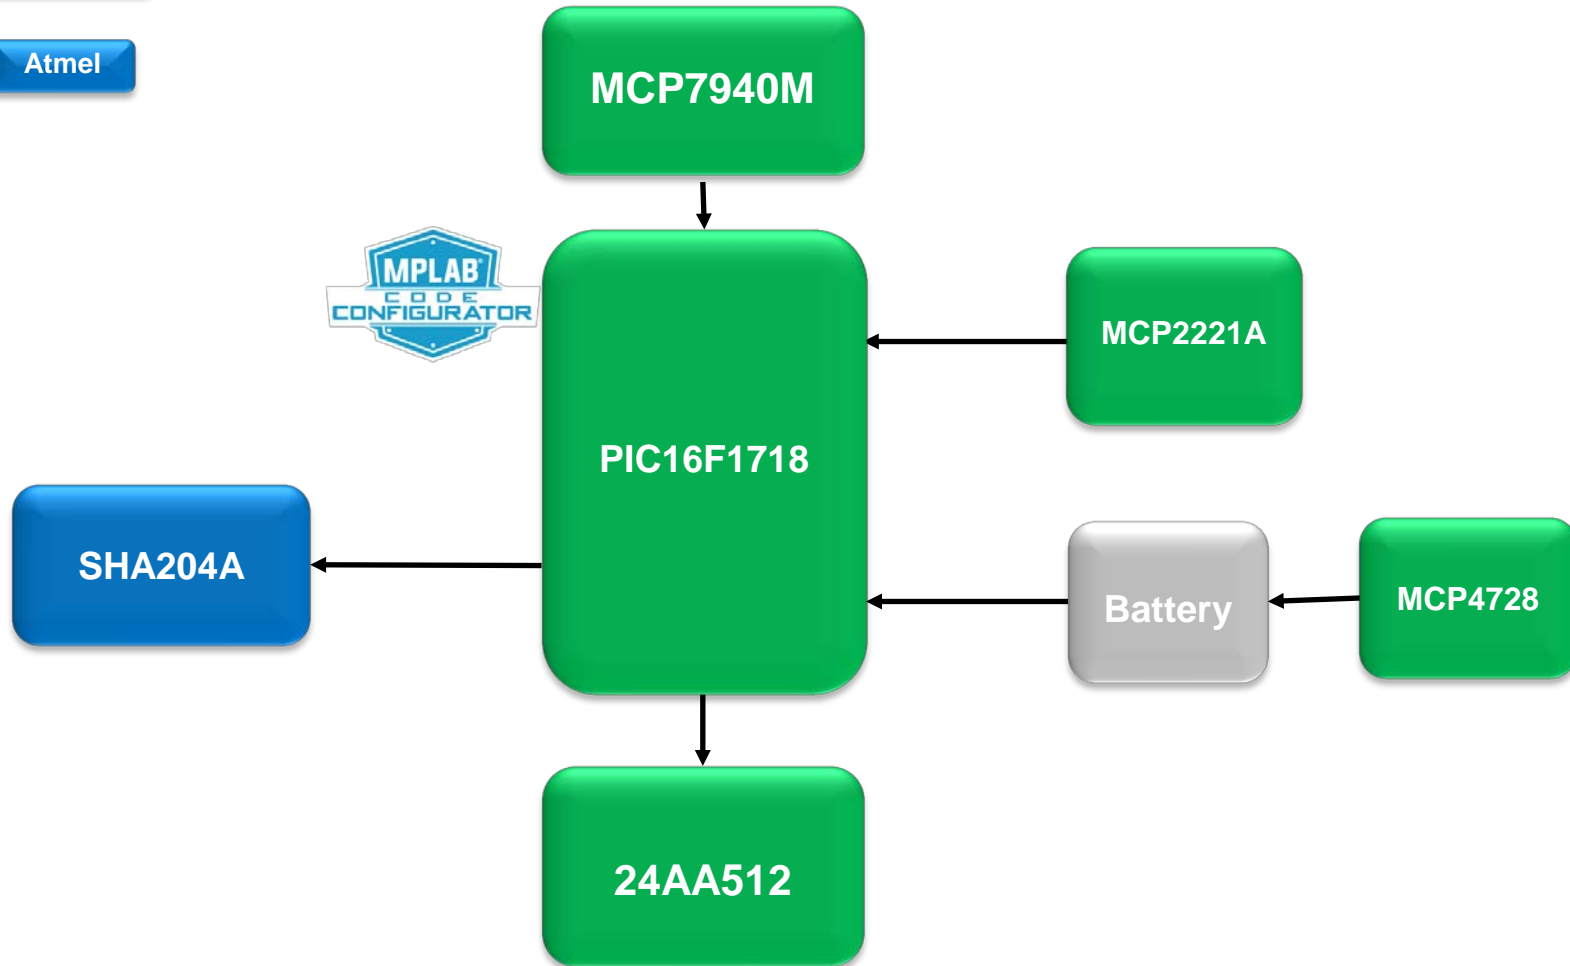 Atmel
MCP7940M
MPLAB®
CODE
CONFIGURATOR
MCP2221A
PIC16F1718
SHA204A
Battery
MCP4728
24AA512